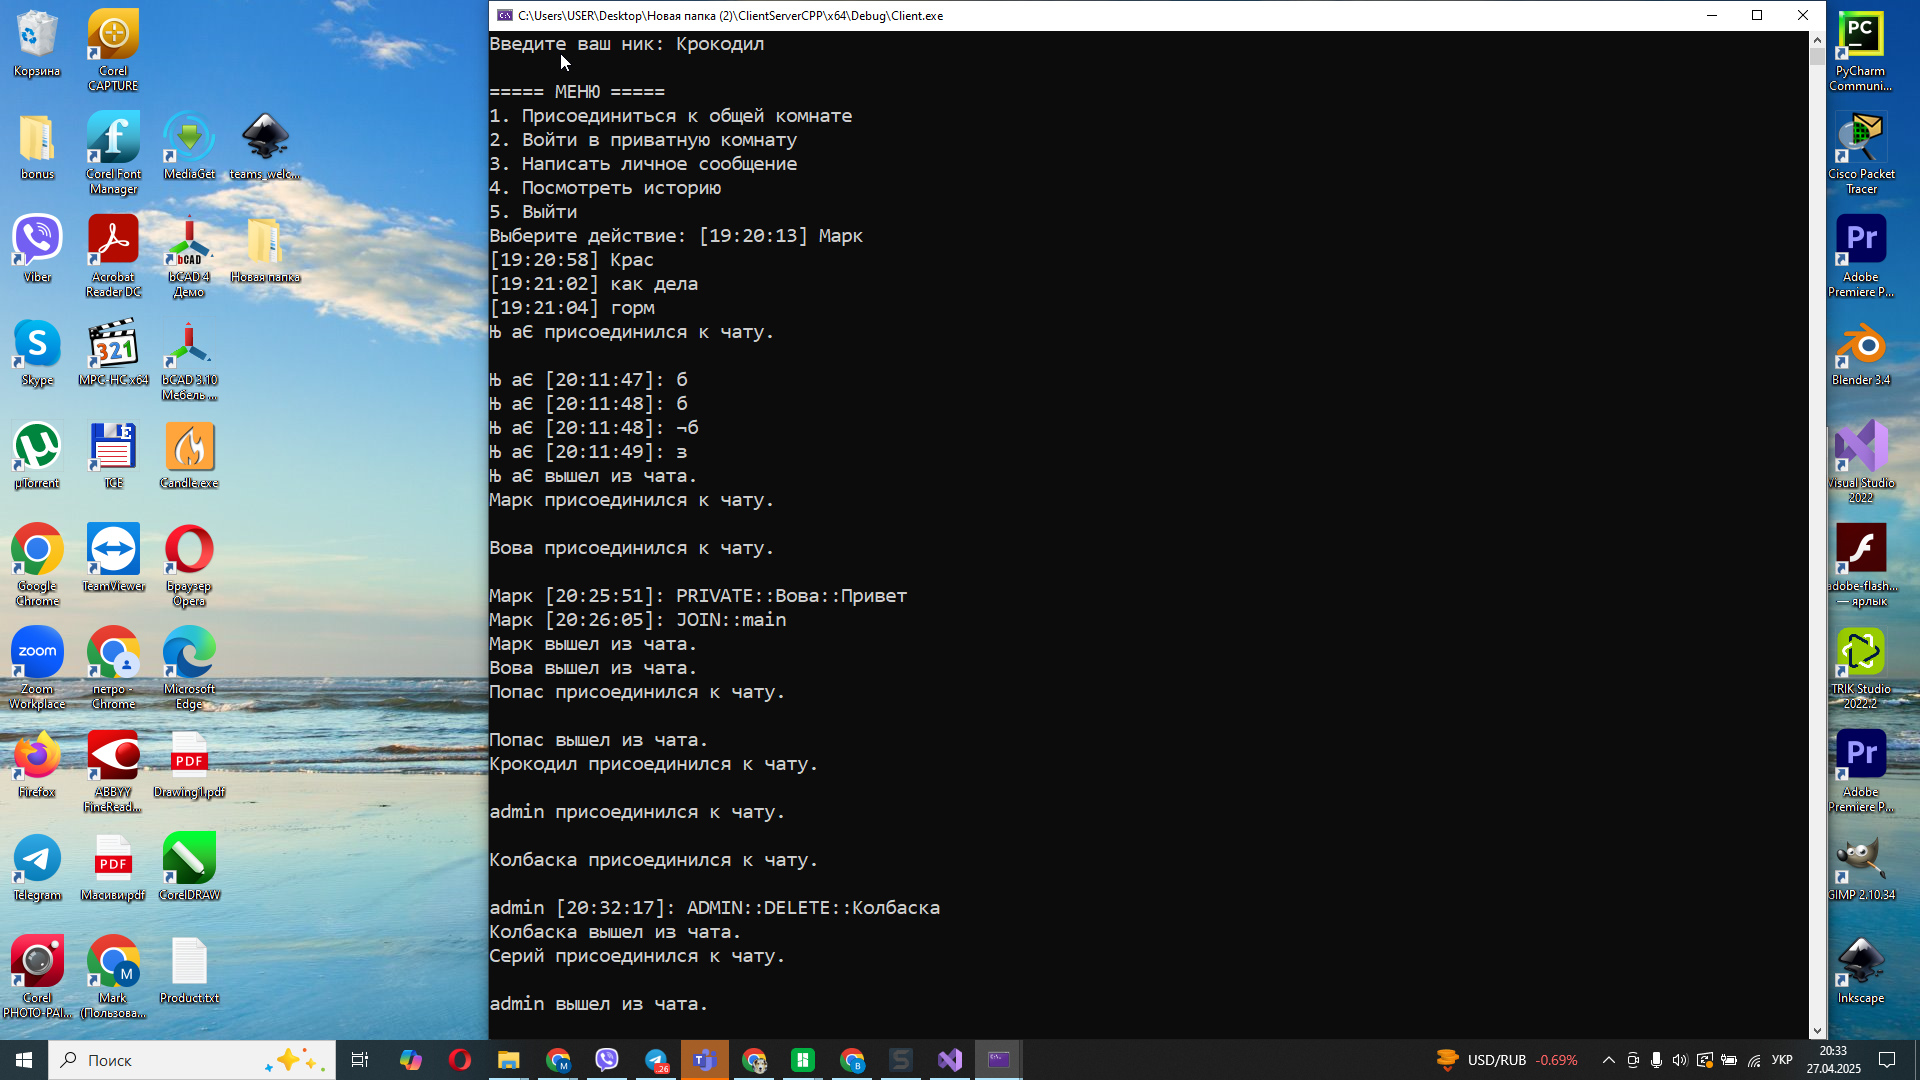 C:\Users\USER\Desktop\Новая папка (2)\ClientServerCPP\x64\Debug\Client.exe
Введите ваш ник: Крокодил
===== МЕНЮ =====
1. Присоединиться к общей комнате
2. Войти в приватную комнату
3. Написать личное сообщение
4. Посмотреть историю
5. Выйти
Выберите действие: [19:20:13] Марк
[19:20:58] Крас
[19:21:02] как дела
[19:21:04] горм
Њ аЄ присоединился к чату.
Њ аЄ [20:11:47]: б
Њ аЄ [20:11:48]: б
Њ аЄ [20:11:48]: ¬б
Њ аЄ [20:11:49]: з
Њ аЄ вышел из чата.
Марк присоединился к чату.
Вова присоединился к чату.
Марк [20:25:51]: PRIVATE::Вова::Привет
Марк [20:26:05]: JOIN::main
Марк вышел из чата.
Вова вышел из чата.
Попас присоединился к чату.
Попас вышел из чата.
Крокодил присоединился к чату.
admin присоединился к чату.
Колбаска присоединился к чату.
admin [20:32:17]: ADMIN::DELETE::Колбаска
Колбаска вышел из чата.
Серий присоединился к чату.
admin вышел из чата.
Корзина
Corel
CAPTURE
bonus
Corel Font
Manager
MediaGet
teams_welc...
Viber
Acrobat
Reader DC
bCAD 4
Демо
Новая папка
Skype
MPC-HC x64
bCAD 3.10
Мебель ...
µTorrent
TCE
Candle.exe
Google
Chrome
TeamViewer
Браузер
Opera
zoom
Zoom
Workplace
петро -
Chrome
Microsoft
Edge
Firefox
ABBYY
FineRead...
PDF
Drawing1.pdf
Telegram
PDF
Масиви.pdf
CorelDRAW
Corel
PHOTO-PAI...
Mark
(Пользова...
Product.txt
PyCharm
Communi...
Cisco Packet
Tracer
Adobe
Premiere P...
Blender 3.4
Visual Studio
2022
adobe-flash...
— ярлык
TRIK Studio
2022.2
Adobe
Premiere P...
GIMP 2.10.34
Inkscape
Поиск
USD/RUB -0.69%
УКР
20:33
27.04.2025